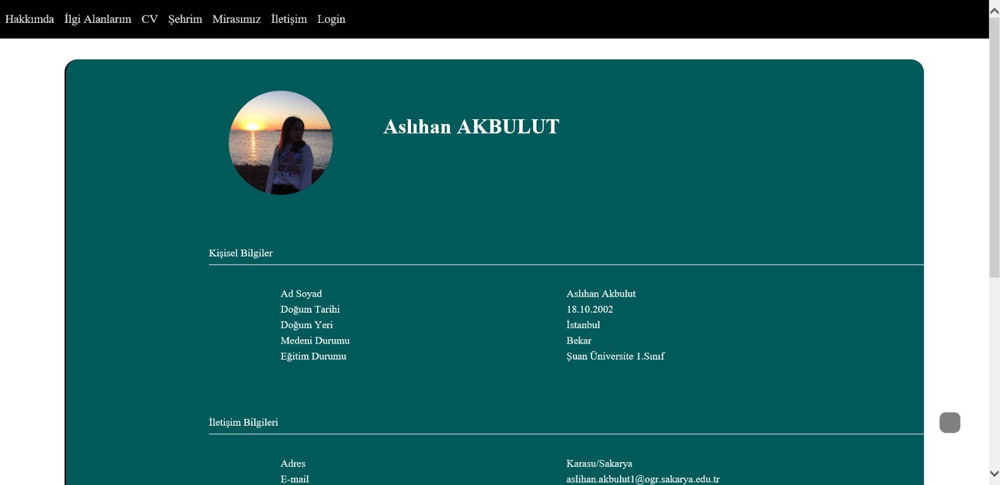 Hakkımda İlgi Alanlarım CV Şehrim Mirasımız İletişim Login
Aslıhan AKBULUT
Kişisel Bilgiler
Ad Soyad Aslıhan Akbulut
Doğum Tarihi 18.10.2002
Doğum Yeri İstanbul
Medeni Durumu Bekar
Eğitim Durumu Şuan Üniversite 1.Sınıf
İletişim Bilgileri
Adres Karasu/Sakarya
E-mail aslihan.akbulut1@ogr.sakarya.edu.tr